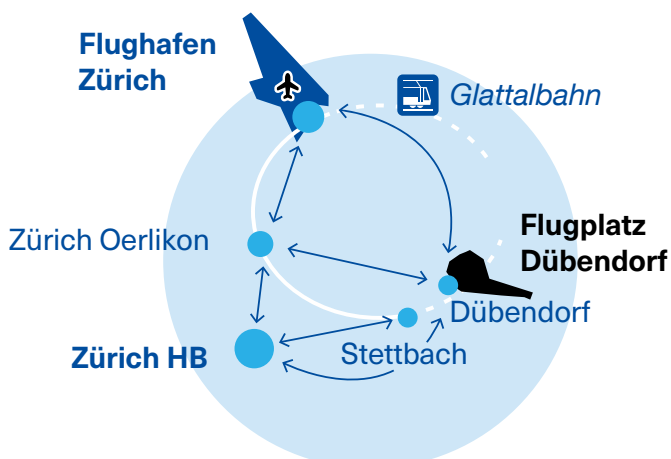 Flughafen
Zürich
Glattalbahn
Zürich Oerlikon
Flugplatz
Dübendorf
Dübendorf
Stettbach
Zürich HB